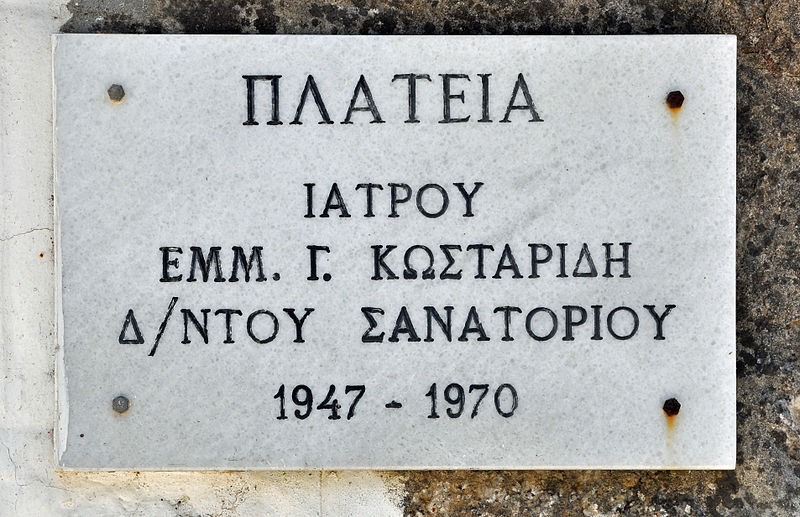 ΠΛΑΤΕΙΑ
ΙΑΤΡΟΥ
ΕΜΜ. Γ. ΚΩΣΤΑΡΙΔΗ
Δ/ΝΤΟΥ ΣΑΝΑΤΟΡΙΟΥ
1947 - 1970